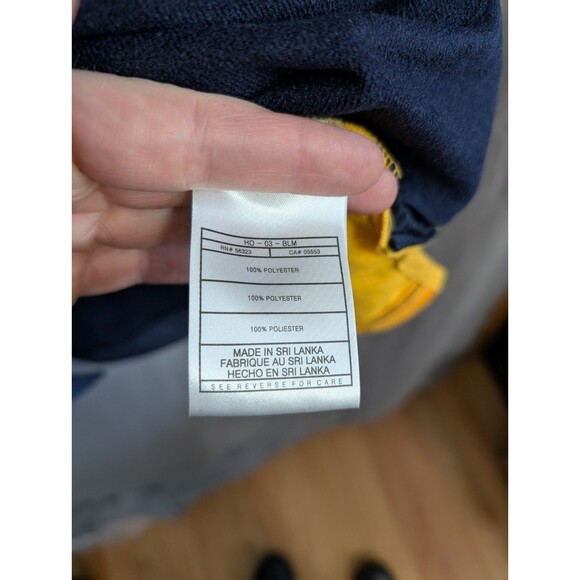 HO - 03 - BLM
RN# 56323 CA# 05553
100% POLYESTER
100% POLYESTER
100% POLIESTER
MADE IN SRI LANKA
FABRIQUE AU SRI LANKA
HECHO EN SRI LANKA
SEE REVERSE FOR CARE